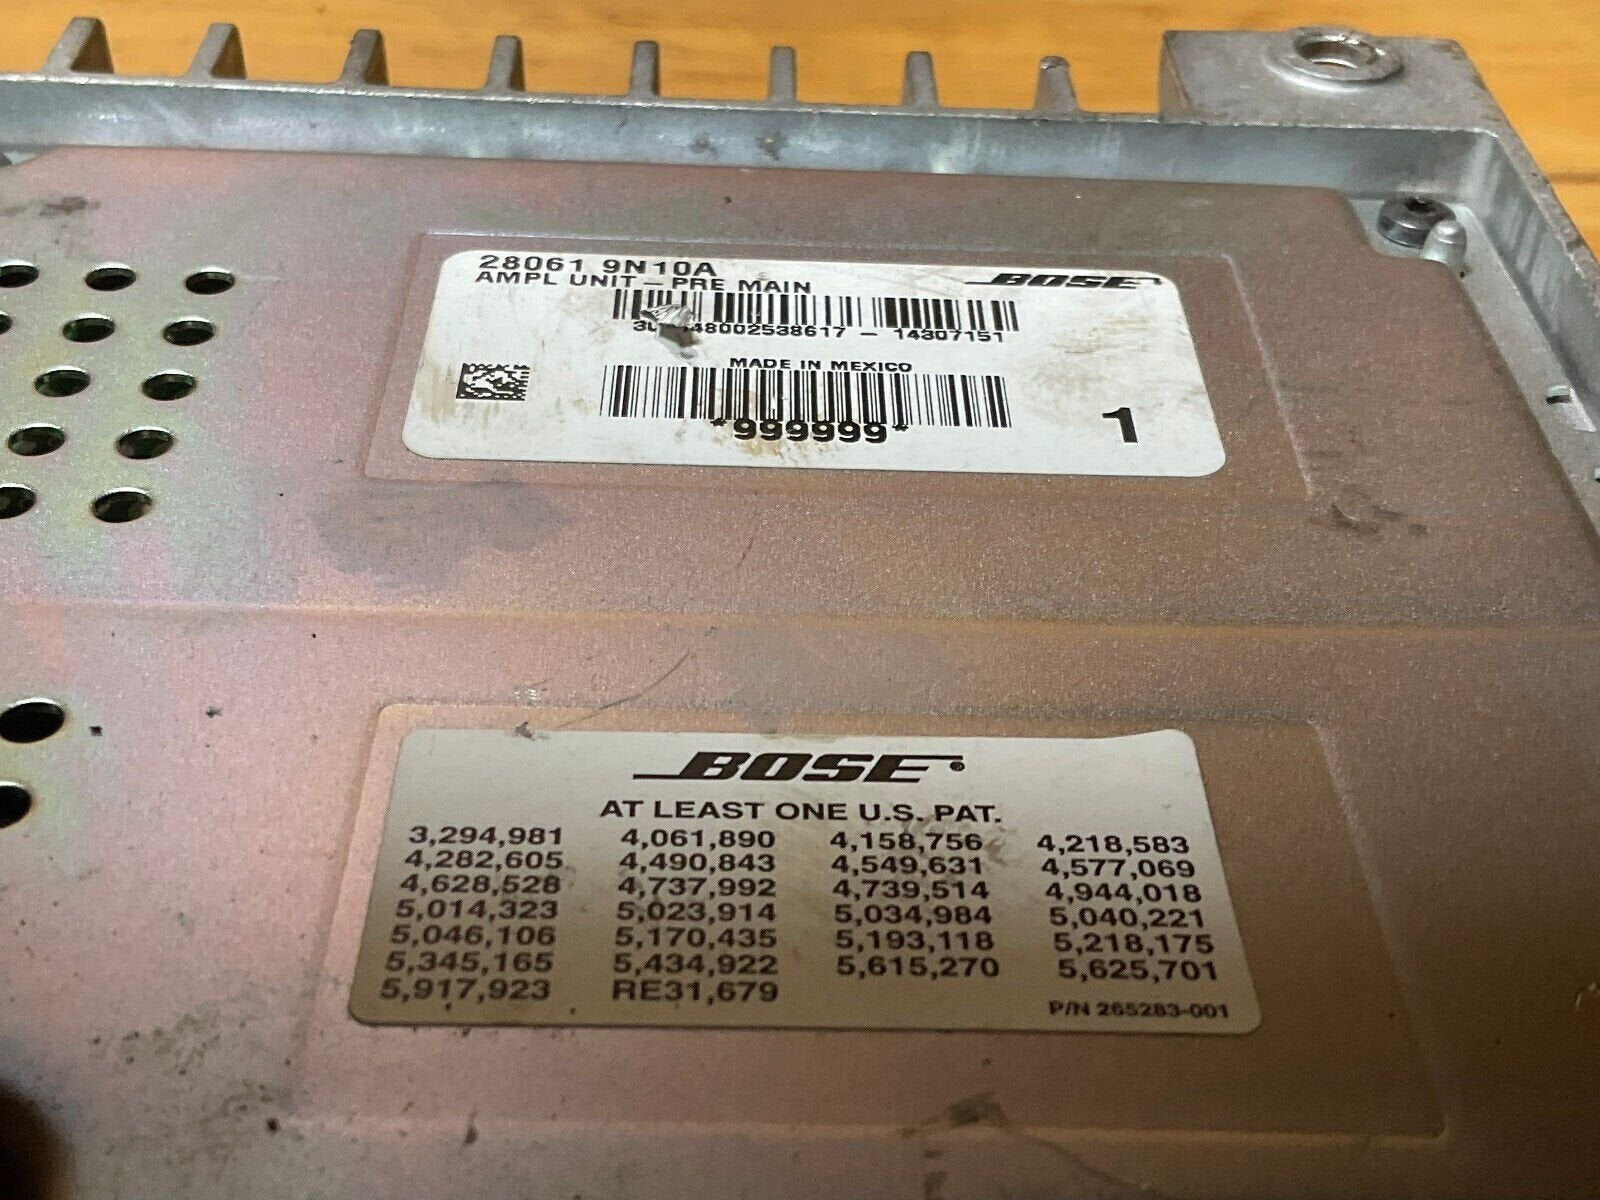 28061 9N10A
BOSE
AMPL UNIT - PRE MAIN
48002538617 - 14307151
MADE IN MEXICO
*999999*
1
BOSE®
AT LEAST ONE U.S. PAT.
3,294,981 4,061,890 4,158,756 4,218,583
4,282,605 4,490,843 4,549,631 4,577,069
4,628,528 4,737,992 4,739,514 4,944,018
5,014,323 5,023,914 5,034,984 5,040,221
5,046,106 5,170,435 5,193,118 5,218,175
5,345,165 5,434,922 5,615,270 5,625,701
5,917,923 RE31,679
P/N 265283-001